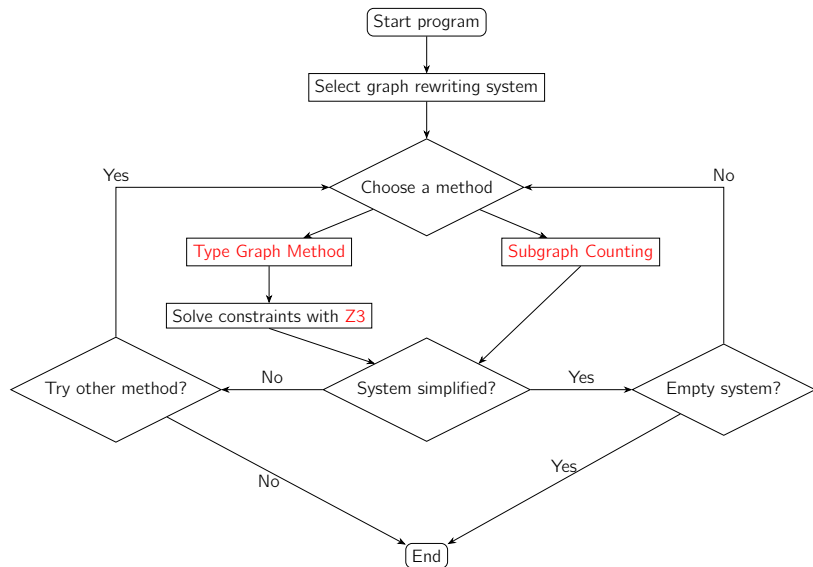 Start program
Select graph rewriting system
Yes
No
Choose a method
Type Graph Method
Subgraph Counting
Solve constraints with Z3
Try other method?
No
System simplified?
Yes
Empty system?
No
Yes
End